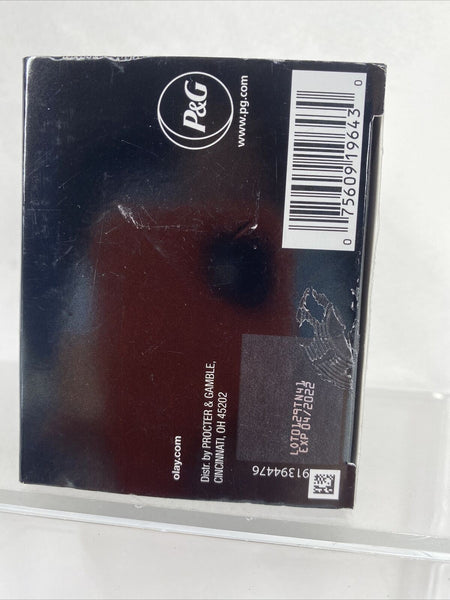 P&G
www.pg.com
0 75609 19643 0
olay.com
Distr. by PROCTER & GAMBLE,
CINCINNATI, OH 45202
LOT0129TN41
EXP 04/2022
91394476